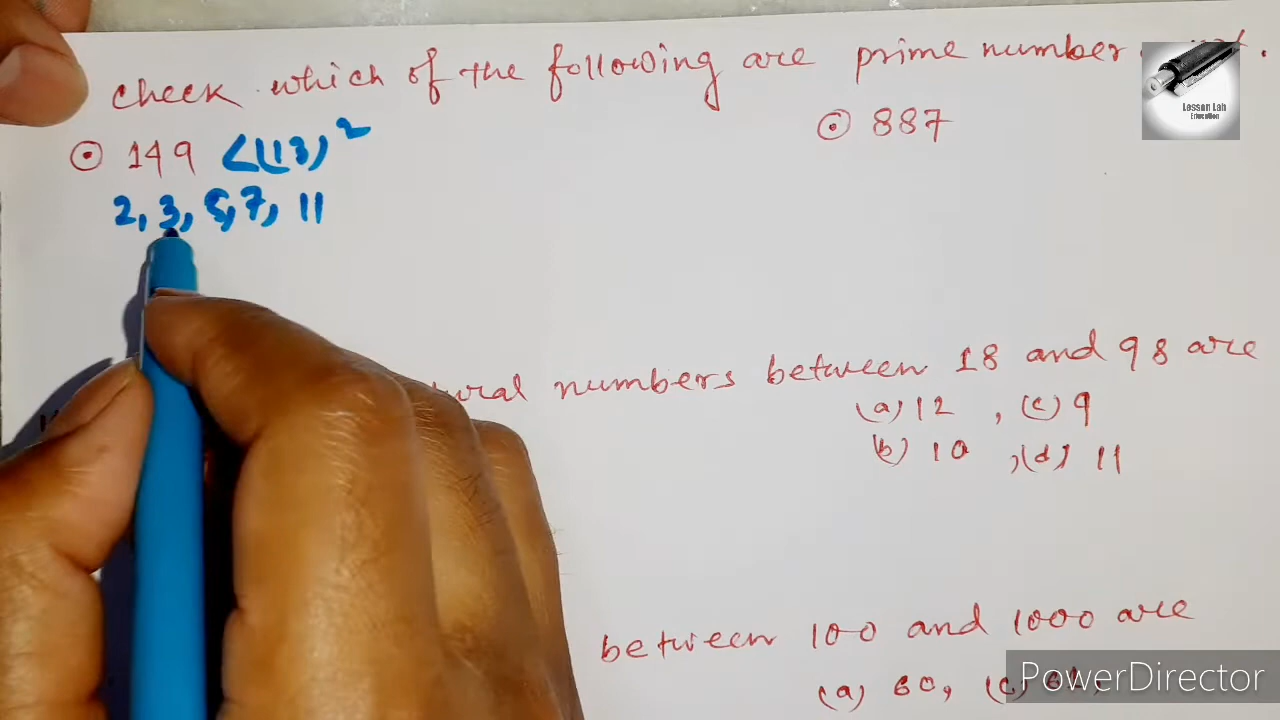 check which of the following are prime number
⊙ 149 <(13)²
⊙ 887
2, 3, 5, 7, 11
numbers between 18 and 98 are
(a) 12 , (c) 9
(b) 10 , (d) 11
between 100 and 1000 are
(a) 60, (c)
Lesson Lab
Education
PowerDirector